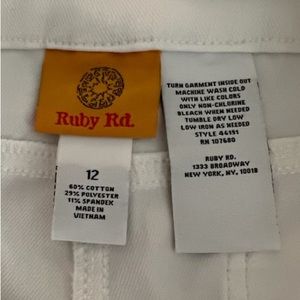 Ruby Rd.
12
60% COTTON
29% POLYESTER
11% SPANDEX
MADE IN
VIETNAM
TURN GARMENT INSIDE OUT
MACHINE WASH COLD
WITH LIKE COLORS
ONLY NON-CHLORINE
BLEACH WHEN NEEDED
TUMBLE DRY LOW
LOW IRON AS NEEDED
STYLE 46191
RN 107680
RUBY RD.
1333 BROADWAY
NEW YORK, NY, 10018